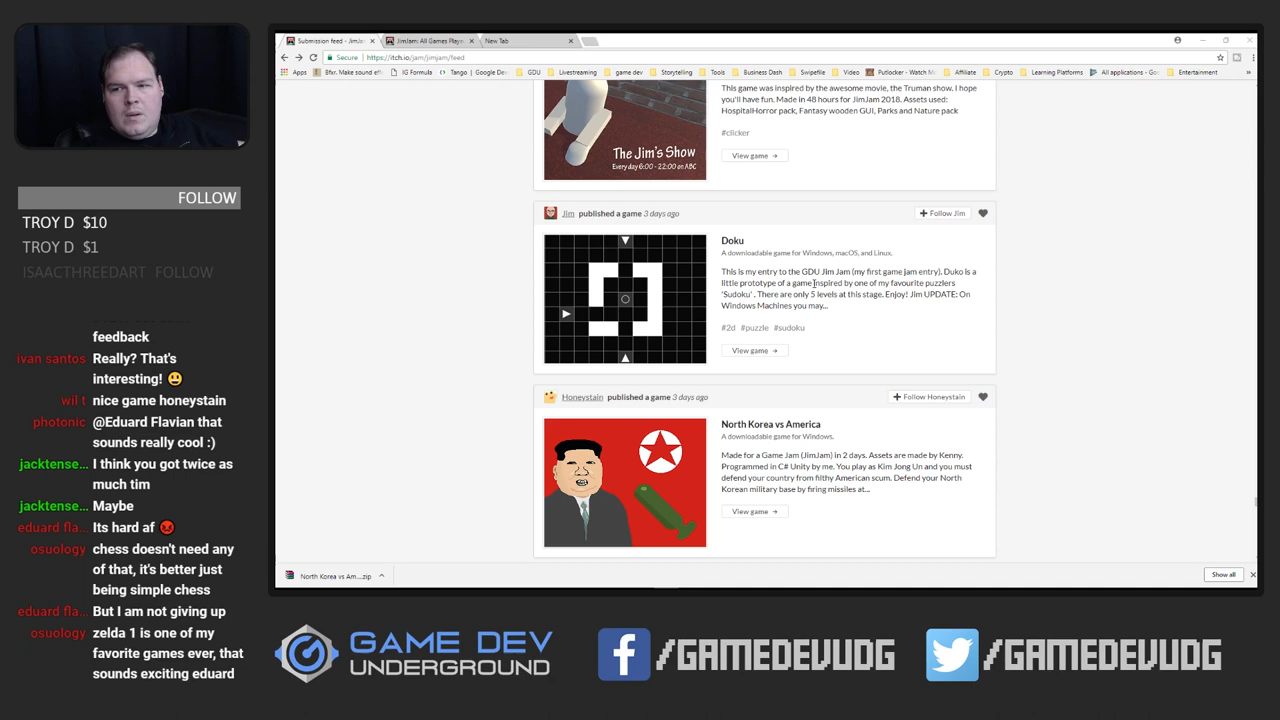 Submission feed - JimJa
JimJam: All Games Playe
New Tab
Secure
https://itch.io/jam/jimjam/feed
Apps
Bfxr. Make sound effe
IG Formula
Tango | Google Dev
GDU
Livestreaming
game dev
Storytelling
Tools
Business Dash
Swipefile
Video
Putlocker - Watch M
Affiliate
Crypto
Learning Platforms
All applications - Go
Entertainment
»
The Jim's Show
Every day 6:00 - 22:00 on ABC
This game was inspired by the awesome movie, the Truman show. I hope
you'll have fun. Made in 48 hours for JimJam 2018. Assets used:
HospitalHorror pack, Fantasy wooden GUI, Parks and Nature pack
#clicker
View game →
Jim published a game 3 days ago
+ Follow Jim
Doku
A downloadable game for Windows, macOS, and Linux.
This is my entry to the GDU Jim Jam (my first game jam entry). Duko is a
little prototype of a game inspired by one of my favourite puzzlers
'Sudoku' . There are only 5 levels at this stage. Enjoy! Jim UPDATE: On
Windows Machines you may...
#2d #puzzle #sudoku
View game →
Honeystain published a game 3 days ago
+ Follow Honeystain
North Korea vs America
A downloadable game for Windows.
Made for a Game Jam (JimJam) in 2 days. Assets are made by Kenny.
Programmed in C# Unity by me. You play as Kim Jong Un and you must
defend your country from filthy American scum. Defend your North
Korean military base by firing missiles at...
View game →
North Korea vs Am....zip
Show all
FOLLOW
TROY D $10
TROY D $1
ISAACTHREEDART FOLLOW
feedback
ivan santos Really? That's
interesting! 😃
wil t nice game honeystain
photonic @Eduard Flavian that
sounds really cool :)
jacktense... I think you got twice as
much tim
jacktense... Maybe
eduard fla... Its hard af 😡
osuology chess doesn't need any
of that, it's better just
being simple chess
eduard fla... But I am not giving up
osuology zelda 1 is one of my
favorite games ever, that
sounds exciting eduard
GAME DEV
UNDERGROUND
/GAMEDEVUDG
/GAMEDEVUDG